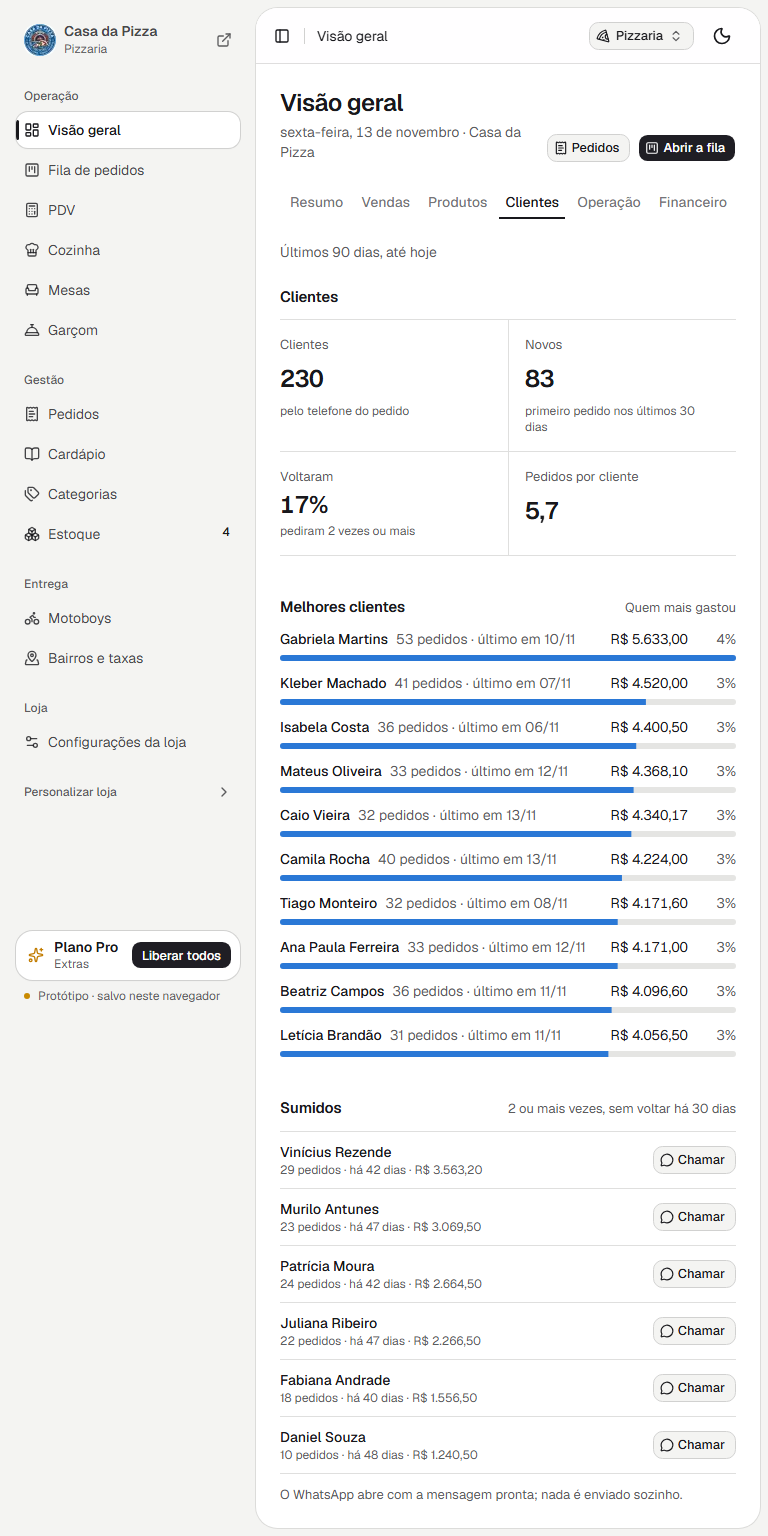 Casa da Pizza
Pizzaria
Operação
Visão geral
Fila de pedidos
PDV
Cozinha
Mesas
Garçom
Gestão
Pedidos
Cardápio
Categorias
Estoque 4
Entrega
Motoboys
Bairros e taxas
Loja
Configurações da loja
Personalizar loja
Plano Pro
Extras
Liberar todos
Protótipo · salvo neste navegador
Visão geral
Pizzaria
Visão geral
sexta-feira, 13 de novembro · Casa da
Pizza
Pedidos
Abrir a fila
Resumo Vendas Produtos Clientes Operação Financeiro
Últimos 90 dias, até hoje
Clientes
Clientes
230
pelo telefone do pedido
Novos
83
primeiro pedido nos últimos 30
dias
Voltaram
17%
pediram 2 vezes ou mais
Pedidos por cliente
5,7
Melhores clientes Quem mais gastou
Gabriela Martins 53 pedidos · último em 10/11 R$ 5.633,00 4%
Kleber Machado 41 pedidos · último em 07/11 R$ 4.520,00 3%
Isabela Costa 36 pedidos · último em 06/11 R$ 4.400,50 3%
Mateus Oliveira 33 pedidos · último em 12/11 R$ 4.368,10 3%
Caio Vieira 32 pedidos · último em 13/11 R$ 4.340,17 3%
Camila Rocha 40 pedidos · último em 13/11 R$ 4.224,00 3%
Tiago Monteiro 32 pedidos · último em 08/11 R$ 4.171,60 3%
Ana Paula Ferreira 33 pedidos · último em 12/11 R$ 4.171,00 3%
Beatriz Campos 36 pedidos · último em 11/11 R$ 4.096,60 3%
Letícia Brandão 31 pedidos · último em 11/11 R$ 4.056,50 3%
Sumidos 2 ou mais vezes, sem voltar há 30 dias
Vinícius Rezende
29 pedidos · há 42 dias · R$ 3.563,20
Chamar
Murilo Antunes
23 pedidos · há 47 dias · R$ 3.069,50
Chamar
Patrícia Moura
24 pedidos · há 42 dias · R$ 2.664,50
Chamar
Juliana Ribeiro
22 pedidos · há 47 dias · R$ 2.266,50
Chamar
Fabiana Andrade
18 pedidos · há 40 dias · R$ 1.556,50
Chamar
Daniel Souza
10 pedidos · há 48 dias · R$ 1.240,50
Chamar
O WhatsApp abre com a mensagem pronta; nada é enviado sozinho.